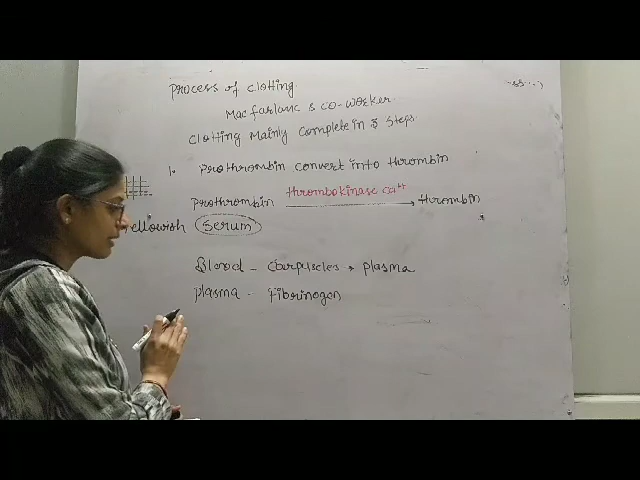 Process of Clotting
Macfarlane & co-worker
Clotting Mainly Complete in 3 Steps
1. Prothrombin convert into thrombin
thrombokinase Ca++
Prothrombin → thrombin
yellowish Serum
Blood - Corpuscles + plasma
plasma - Fibrinogen